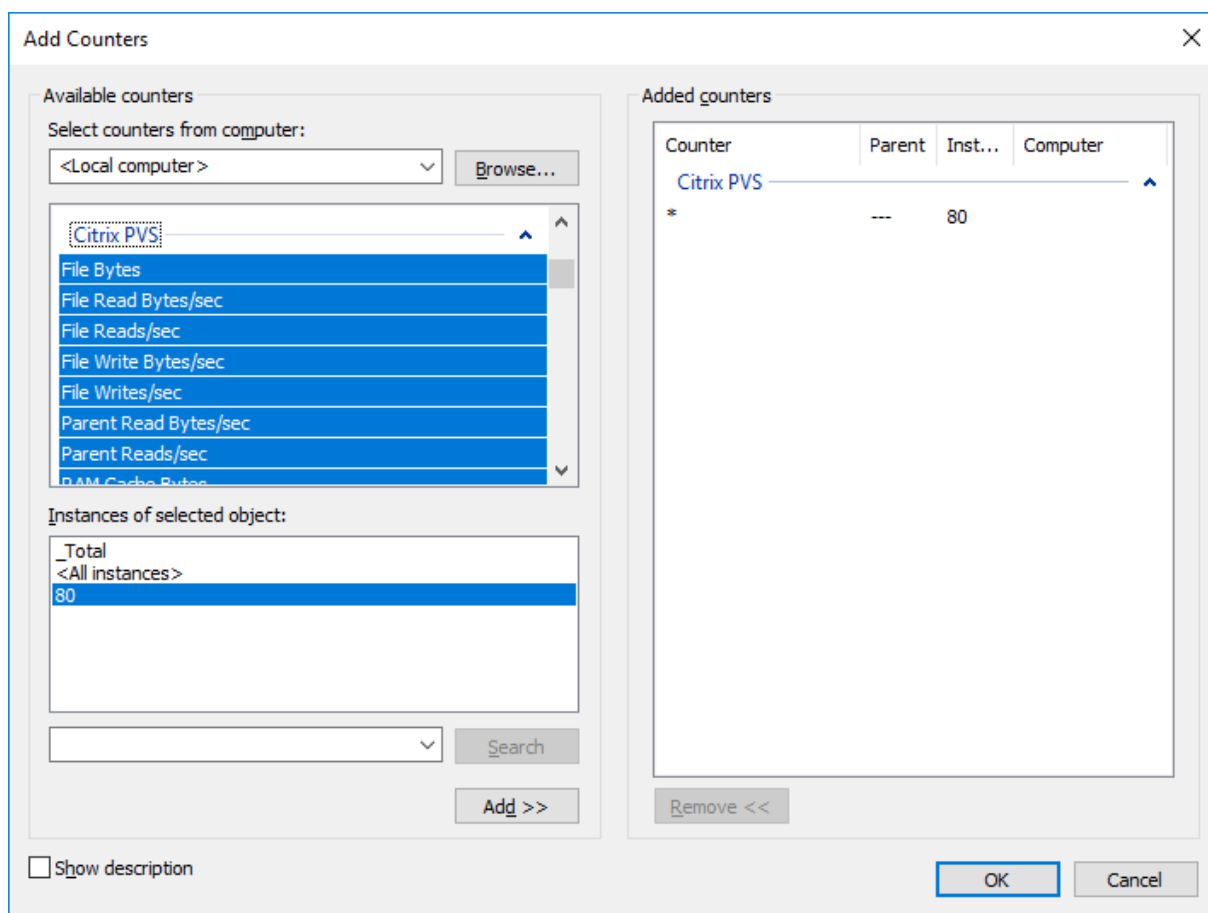 Add Counters
Available counters
Select counters from computer:
<Local computer>
Browse...
Citrix PVS
File Bytes
File Read Bytes/sec
File Reads/sec
File Write Bytes/sec
File Writes/sec
Parent Read Bytes/sec
Parent Reads/sec
RAM Cache Bytes
Instances of selected object:
_Total
<All instances>
80
Search
Add >>
Show description
Added counters
Counter Parent Inst... Computer
Citrix PVS
* --- 80
Remove <<
OK Cancel